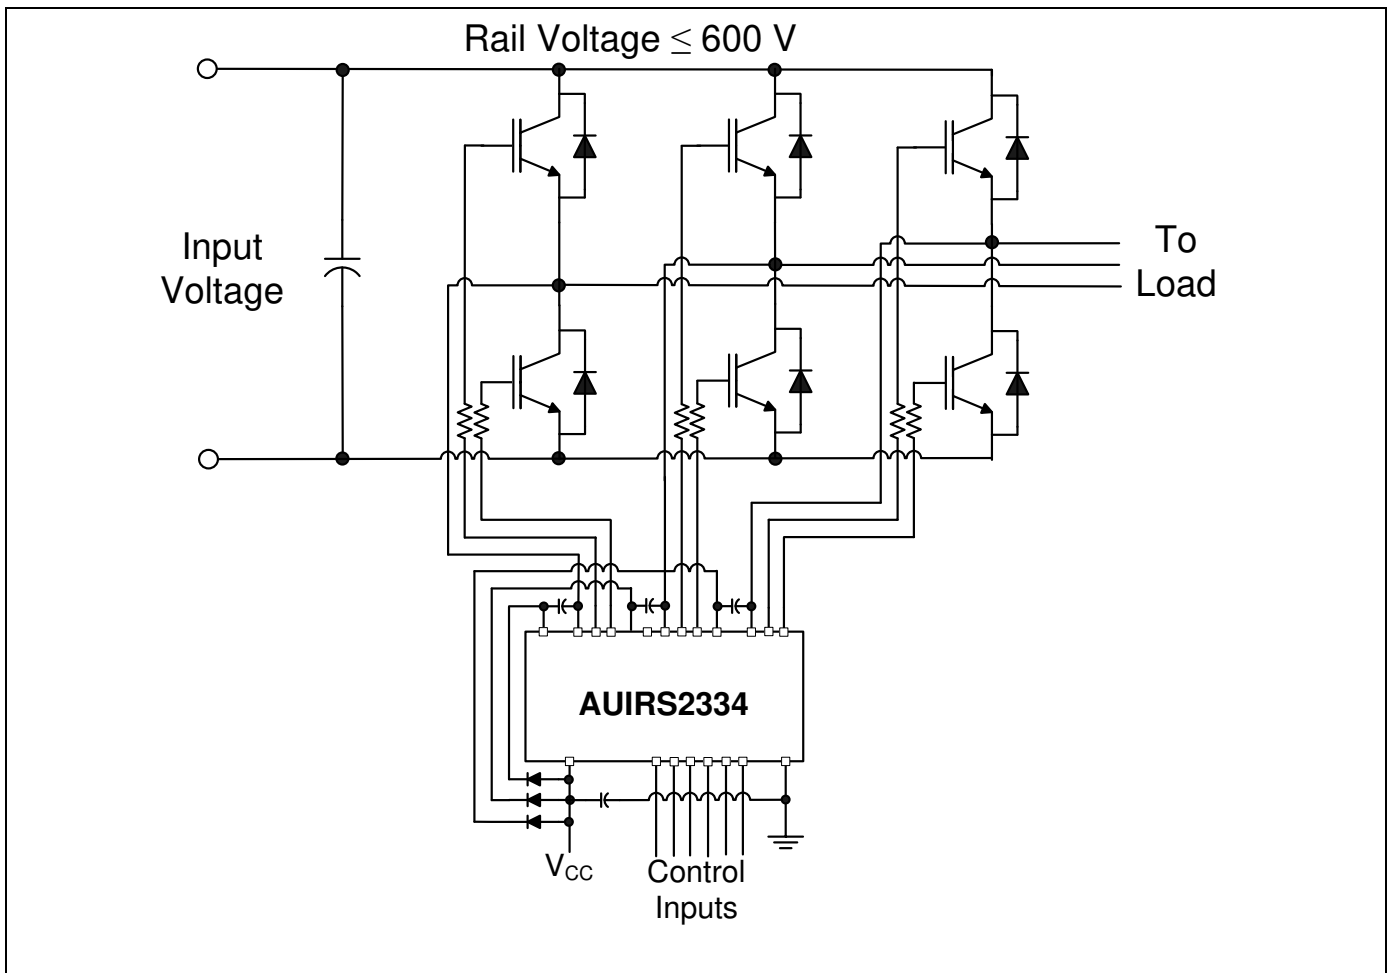 Rail Voltage ≤ 600 V
Input
Voltage
To
Load
AUIRS2334
VCC
Control
Inputs